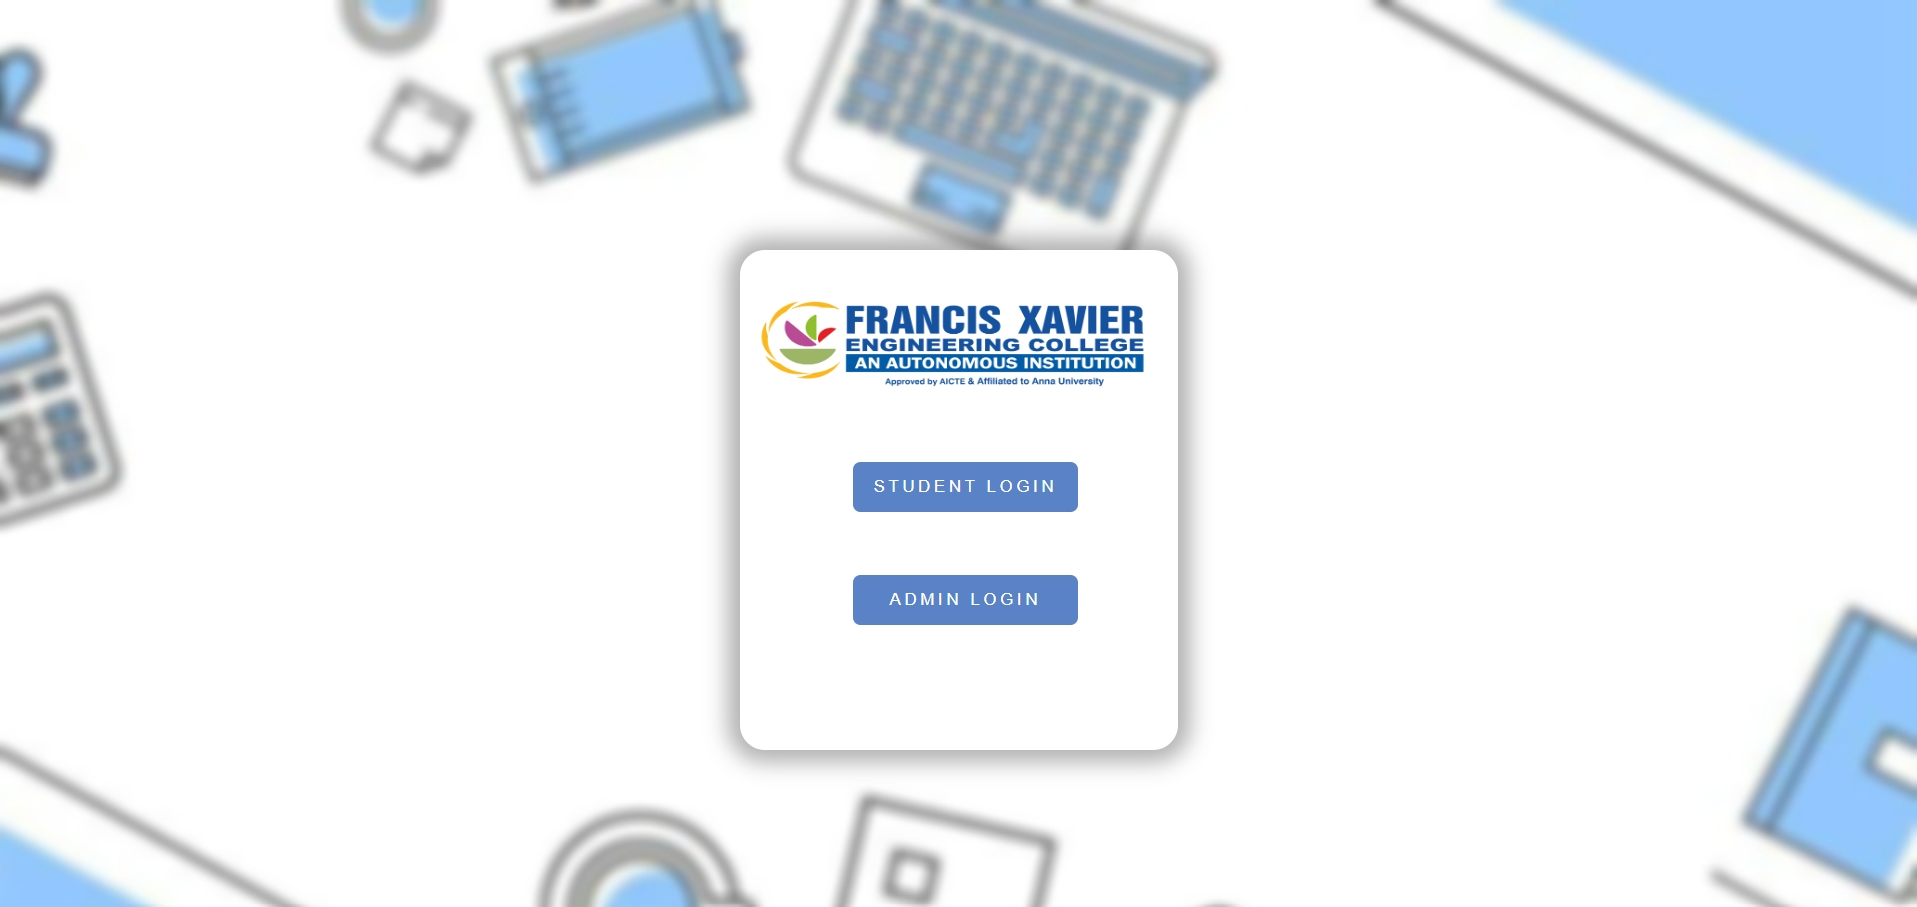 FRANCIS XAVIER
ENGINEERING COLLEGE
AN AUTONOMOUS INSTITUTION
Approved by AICTE & Affiliated to Anna University
STUDENT LOGIN
ADMIN LOGIN